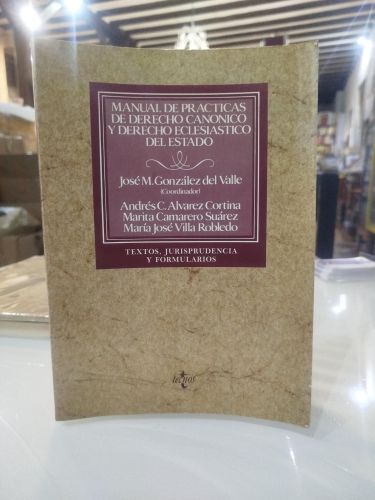 MANUAL DE PRACTICAS
DE DERECHO CANONICO
Y DERECHO ECLESIASTICO
DEL ESTADO
José M. González del Valle
(Coordinador)
Andrés C. Alvarez Cortina
Marita Camarero Suárez
María José Villa Robledo
TEXTOS, JURISPRUDENCIA
Y FORMULARIOS
tecnos